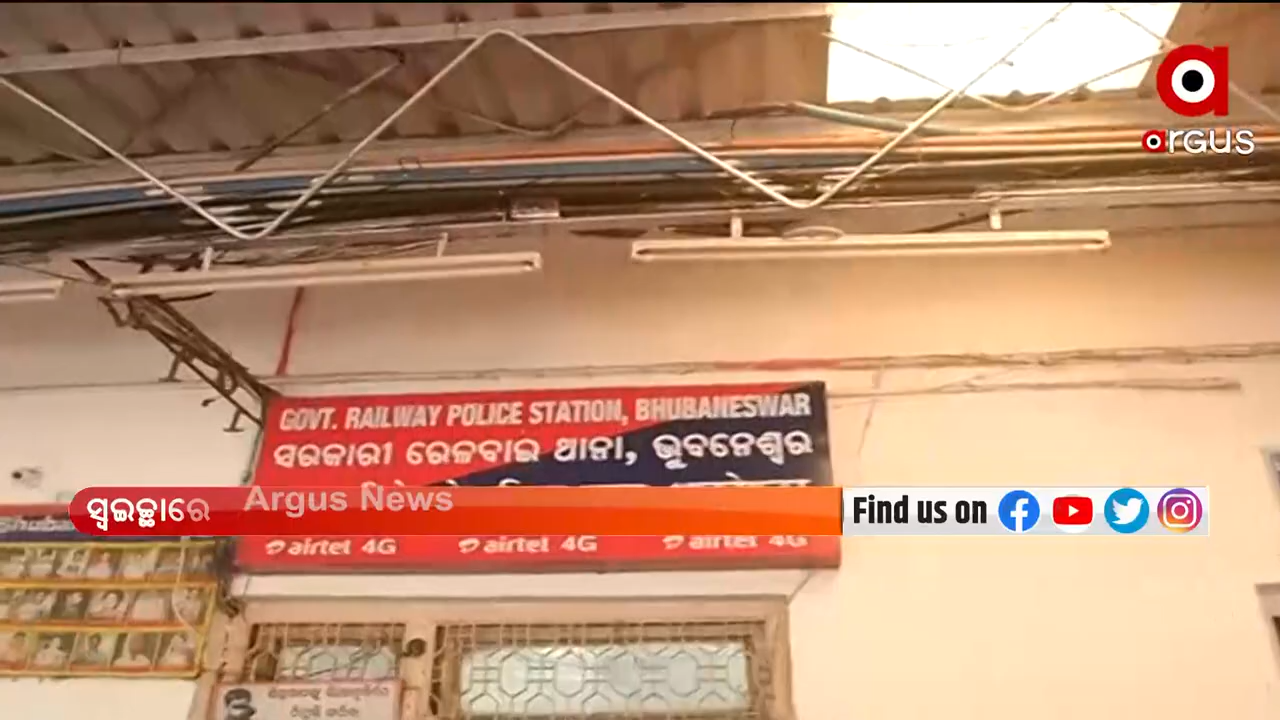 argus
GOVT. RAILWAY POLICE STATION, BHUBANESWAR
ସରକାରୀ ରେଳବାଇ ଥାନା, ଭୁବନେଶ୍ୱର
ସ୍ୱଇଚ୍ଛାରେ
Argus News
Find us on
airtel 4G airtel 4G airtel 4G